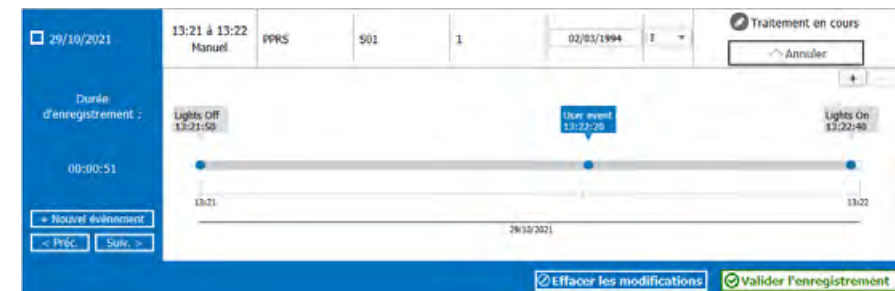 29/10/2021
13:21 à 13:22
Manuel
PPRS
S01
1
02/03/1994
I
Traitement en cours
Annuler
+
Durée
d'enregistrement :
00:00:51
Lights Off
13:21:50
User event
13:22:20
Lights On
13:22:40
13:21
13:22
29/10/2021
+ Nouvel évènement
< Préc.
Suiv. >
Effacer les modifications
Valider l'enregistrement